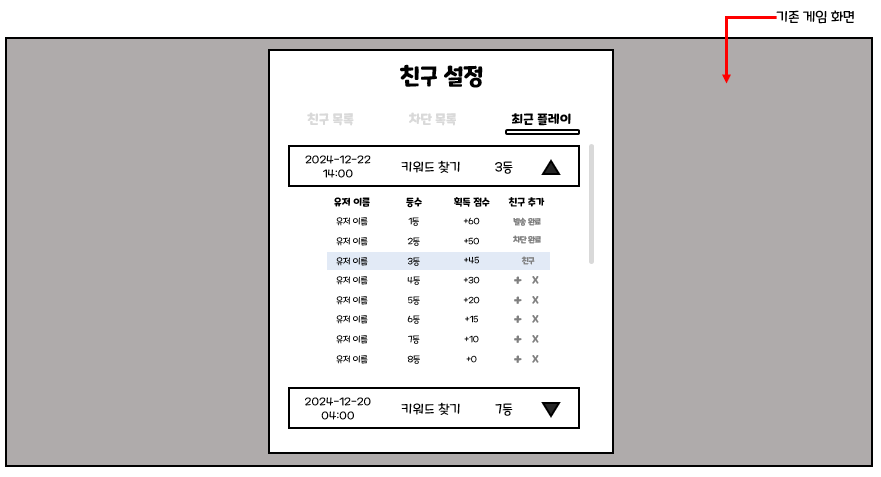 기존 게임 화면
친구 설정
친구 목록 차단 목록 최근 플레이
2024-12-22 14:00 키워드 찾기 3등
유저 이름 등수 획득 점수 친구 추가
유저 이름 1등 +60 발송 완료
유저 이름 2등 +50 차단 완료
유저 이름 3등 +45 친구
유저 이름 4등 +30 + X
유저 이름 5등 +20 + X
유저 이름 6등 +15 + X
유저 이름 7등 +10 + X
유저 이름 8등 +0 + X
2024-12-20 04:00 키워드 찾기 7등